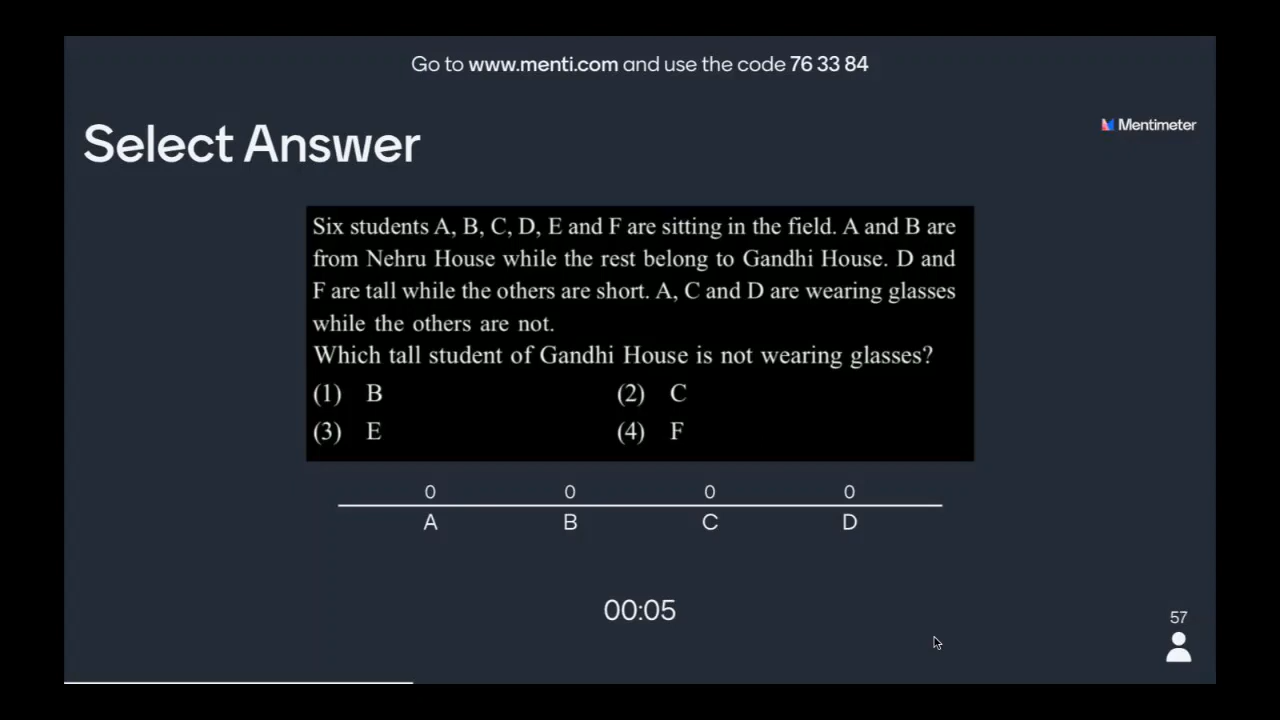 Go to www.menti.com and use the code 76 33 84
Mentimeter
Select Answer
Six students A, B, C, D, E and F are sitting in the field. A and B are
from Nehru House while the rest belong to Gandhi House. D and
F are tall while the others are short. A, C and D are wearing glasses
while the others are not.
Which tall student of Gandhi House is not wearing glasses?
(1) B (2) C
(3) E (4) F
0 0 0 0
A B C D
00:05
57